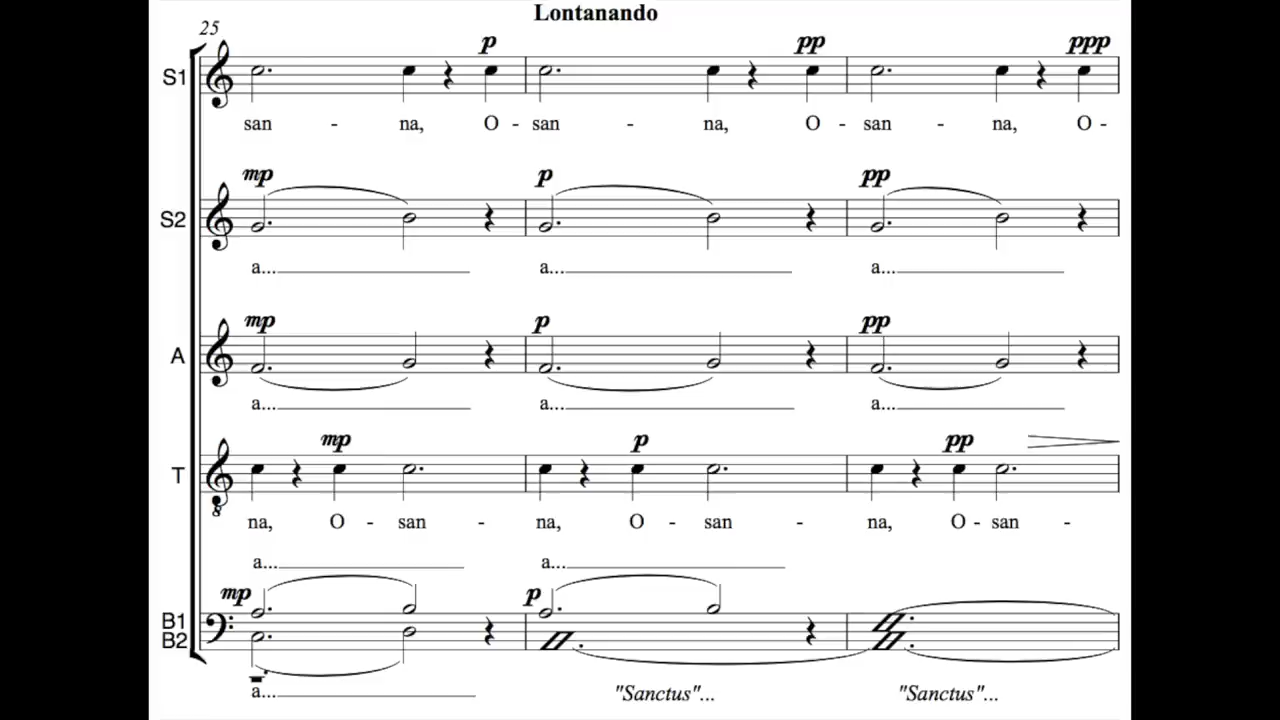 Lontanando
25
p pp ppp
S1
san - na, O - san - na, O - san - na, O -
mp p pp
S2
a... a... a...
mp p pp
A
a... a... a...
mp p pp
T
na, O - san - na, O - san - na, O - san -
8
a... a...
mp p
B1
B2
a... "Sanctus"... "Sanctus"...